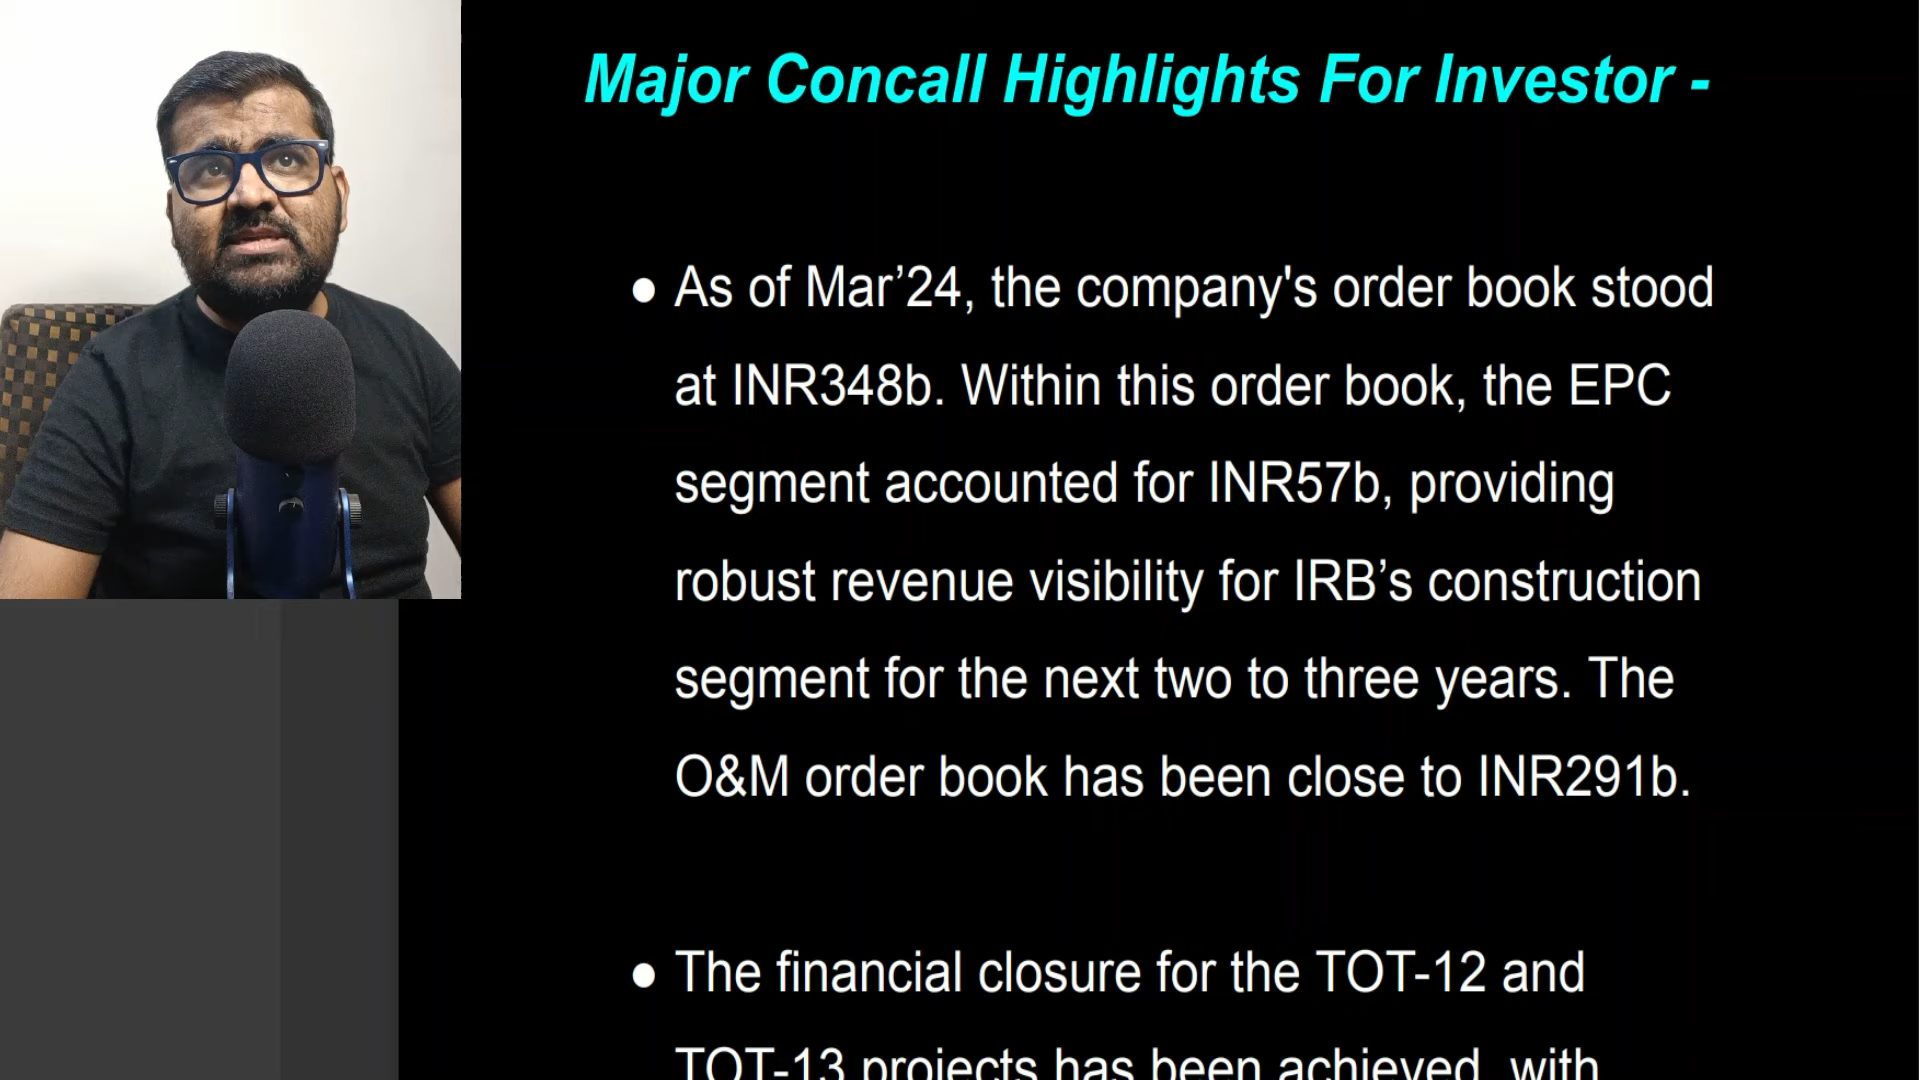 Major Concall Highlights For Investor -
● As of Mar’24, the company's order book stood
at INR348b. Within this order book, the EPC
segment accounted for INR57b, providing
robust revenue visibility for IRB’s construction
segment for the next two to three years. The
O&M order book has been close to INR291b.
● The financial closure for the TOT-12 and
TOT-13 projects has been achieved, with